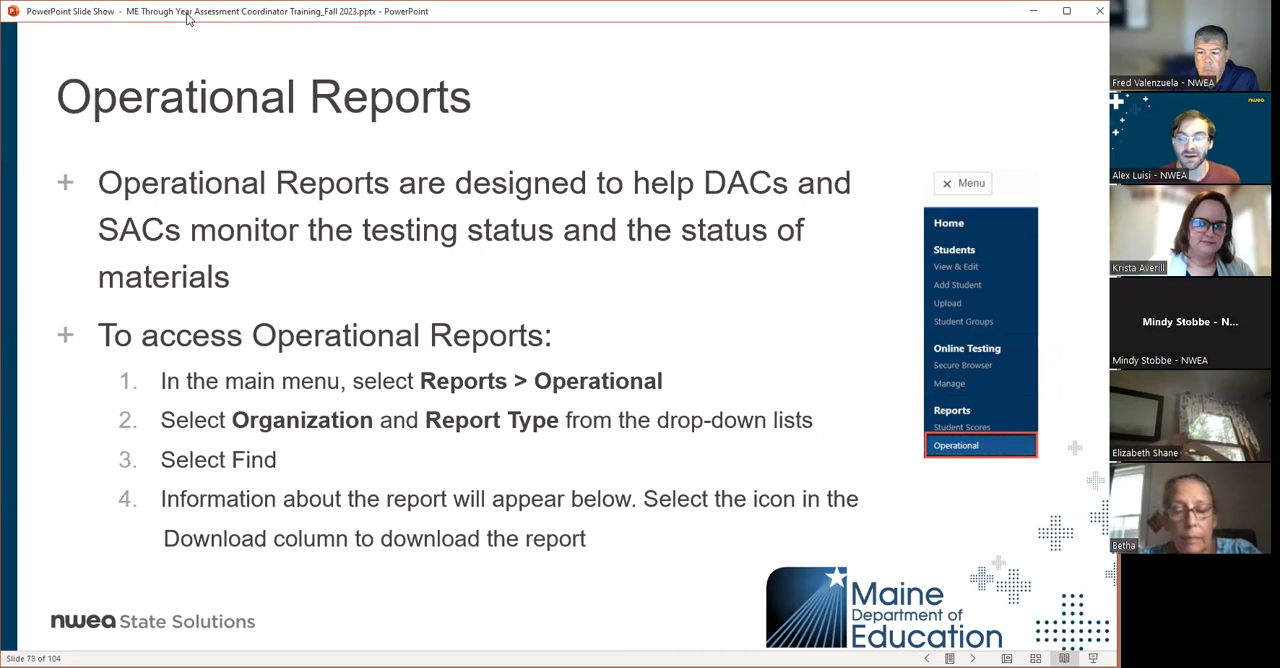 PowerPoint Slide Show - ME Through Year Assessment Coordinator Training_Fall 2023.pptx - PowerPoint
Operational Reports
+ Operational Reports are designed to help DACs and
SACs monitor the testing status and the status of
materials
+ To access Operational Reports:
1. In the main menu, select Reports > Operational
2. Select Organization and Report Type from the drop-down lists
3. Select Find
4. Information about the report will appear below. Select the icon in the
Download column to download the report
× Menu
Home
Students
View & Edit
Add Student
Upload
Student Groups
Online Testing
Secure Browser
Manage
Reports
Student Scores
Operational
nwea State Solutions
Maine
Department of
Education
Slide 78 of 104
Fred Valenzuela - NWEA
nwea
Alex Luisi - NWEA
Krista Averill
Mindy Stobbe - N...
Mindy Stobbe - NWEA
Elizabeth Shane
Betha